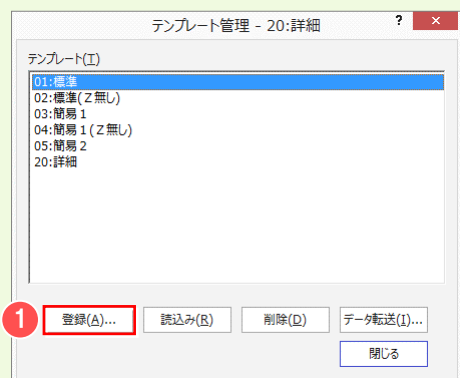 テンプレート管理 - 20:詳細
? ×
テンプレート(T)
01:標準
02:標準(Z無し)
03:簡易1
04:簡易1(Z無し)
05:簡易2
20:詳細
1 登録(A)... 読込み(R) 削除(D) データ転送(I)...
閉じる